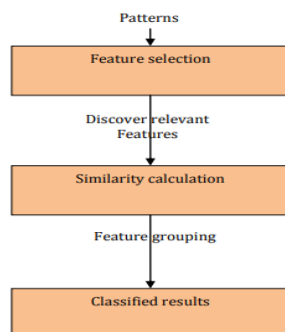 Patterns
Feature selection
Discover relevant
Features
Similarity calculation
Feature grouping
Classified results